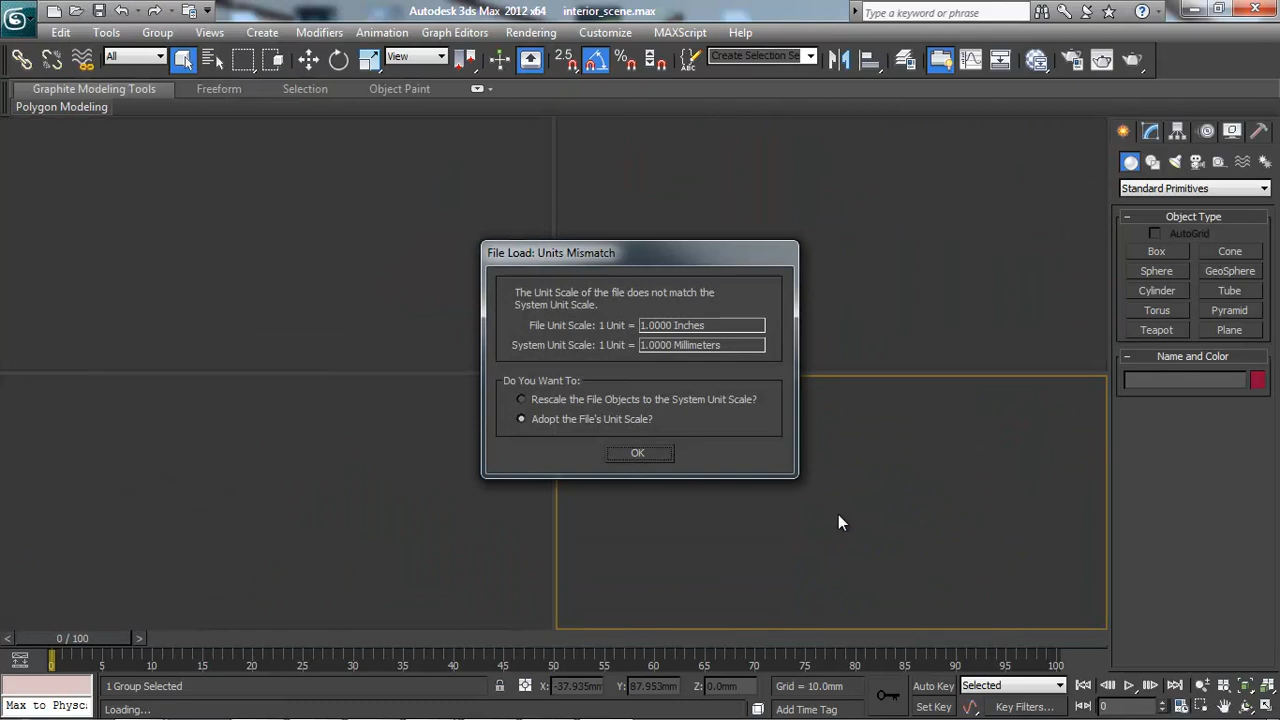 Autodesk 3ds Max 2012 x64 interior_scene.max
Type a keyword or phrase
Edit Tools Group Views Create Modifiers Animation Graph Editors Rendering Customize MAXScript Help
All View 2.5 Create Selection Se
Graphite Modeling Tools Freeform Selection Object Paint
Polygon Modeling
Standard Primitives
Object Type
AutoGrid
Box Cone
Sphere GeoSphere
Cylinder Tube
Torus Pyramid
Teapot Plane
Name and Color
File Load: Units Mismatch
The Unit Scale of the file does not match the
System Unit Scale.
File Unit Scale: 1 Unit = 1.0000 Inches
System Unit Scale: 1 Unit = 1.0000 Millimeters
Do You Want To:
Rescale the File Objects to the System Unit Scale?
Adopt the File's Unit Scale?
OK
< 0 / 100 >
0 5 10 15 20 25 30 35 40 45 50 55 60 65 70 75 80 85 90 95 100
1 Group Selected X: -37.935mm Y: 87.953mm Z: 0.0mm Grid = 10.0mm Auto Key Selected
Max to Physc: Loading... Add Time Tag Set Key Key Filters... 0